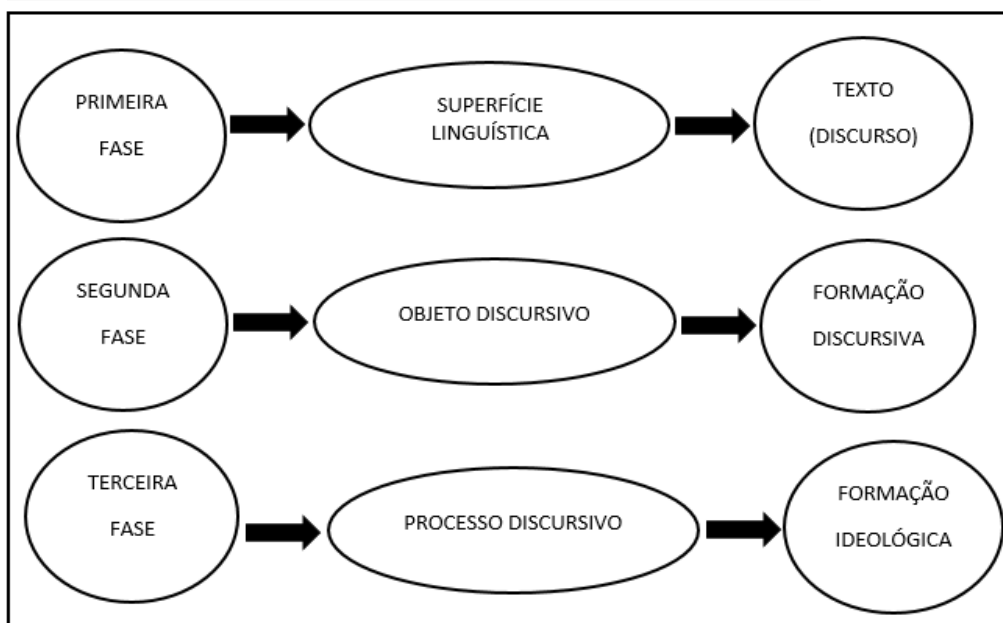 PRIMEIRA
FASE
SUPERFÍCIE
LINGUÍSTICA
TEXTO
(DISCURSO)
SEGUNDA
FASE
OBJETO DISCURSIVO
FORMAÇÃO
DISCURSIVA
TERCEIRA
FASE
PROCESSO DISCURSIVO
FORMAÇÃO
IDEOLÓGICA